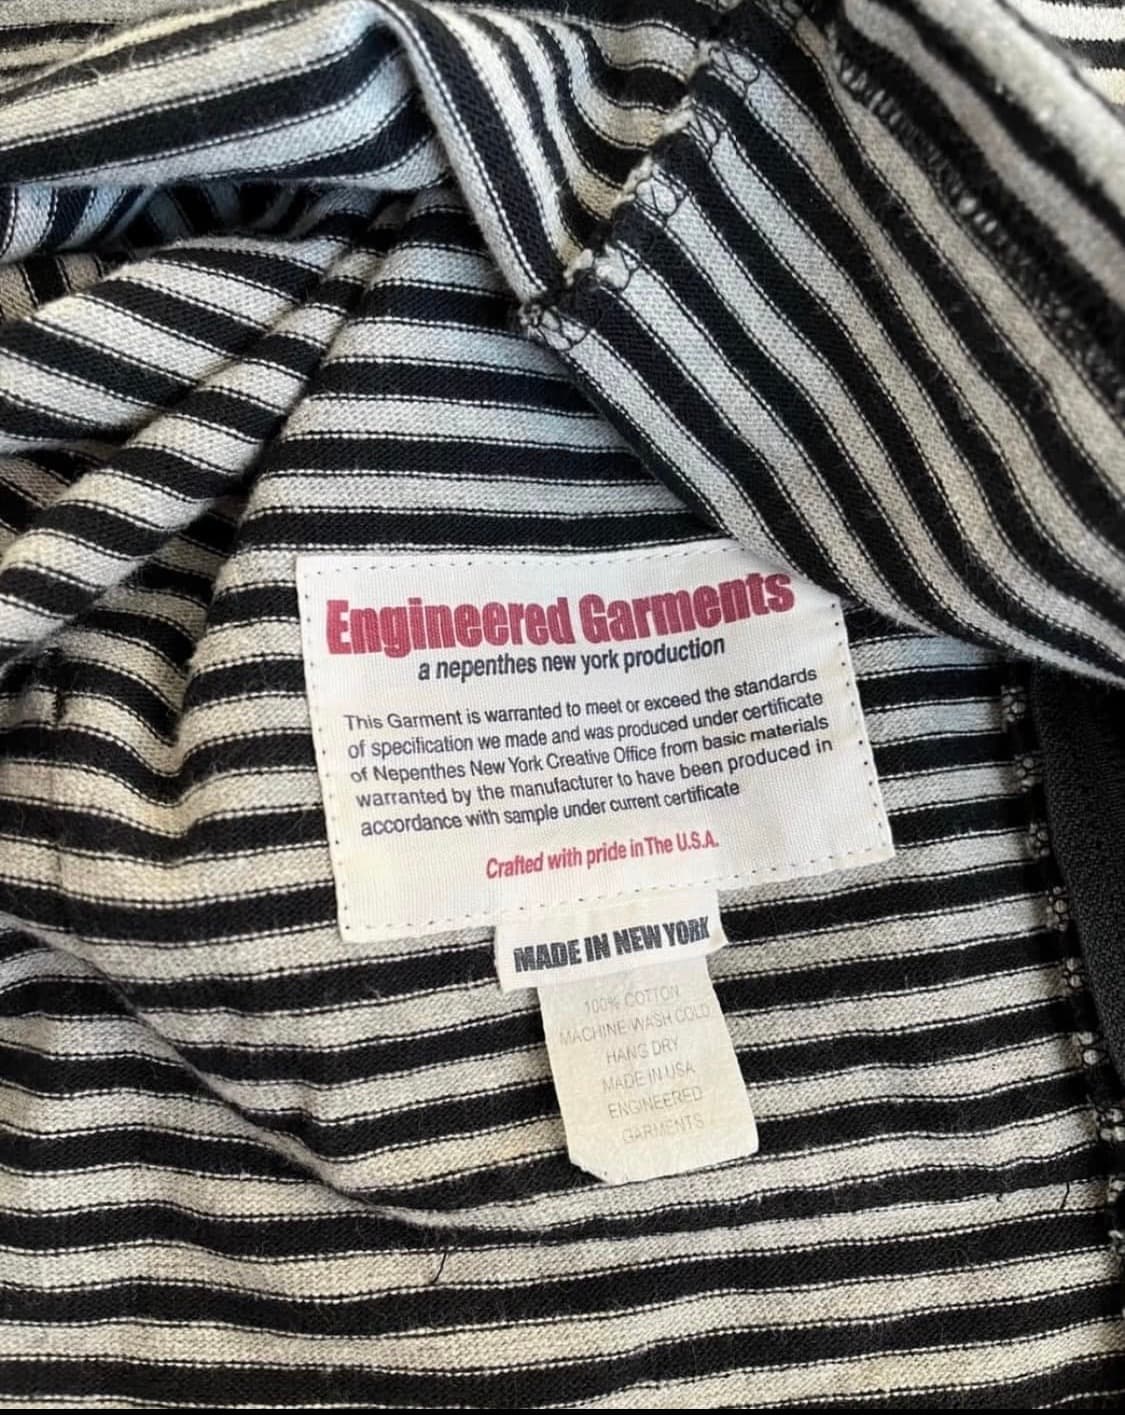 Engineered Garments
a nepenthes new york production
This Garment is warranted to meet or exceed the standards
of specification we made and was produced under certificate
of Nepenthes New York Creative Office from basic materials
warranted by the manufacturer to have been produced in
accordance with sample under current certificate
Crafted with pride in The U.S.A.
MADE IN NEW YORK
100% COTTON
MACHINE WASH COLD
HANG DRY
MADE IN USA
ENGINEERED
GARMENTS